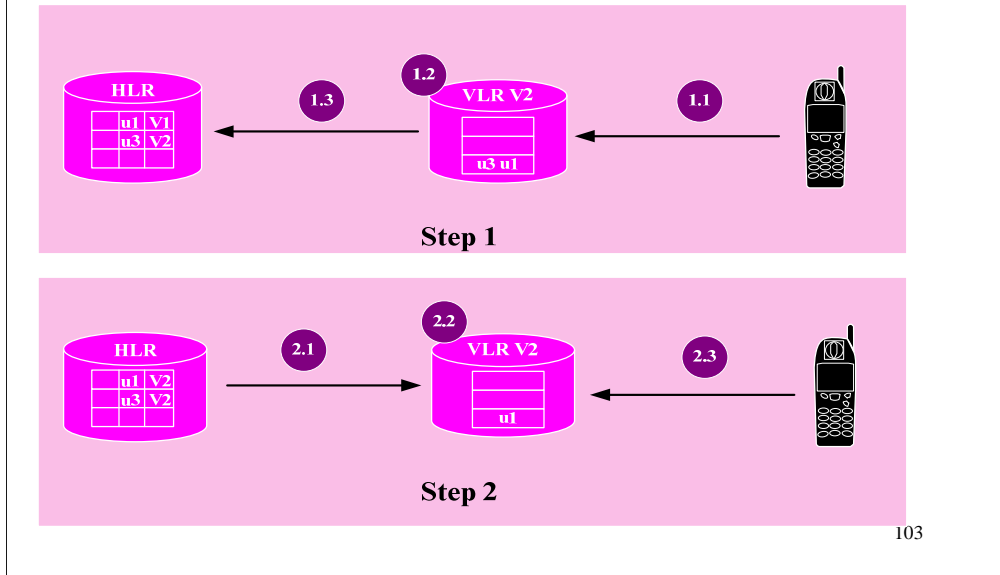 1.2
HLR
1.3
VLR V2
1.1
u1 V1
u3 V2
u3 u1
Step 1
2.2
HLR
2.1
VLR V2
2.3
u1 V2
u3 V2
u1
Step 2
103